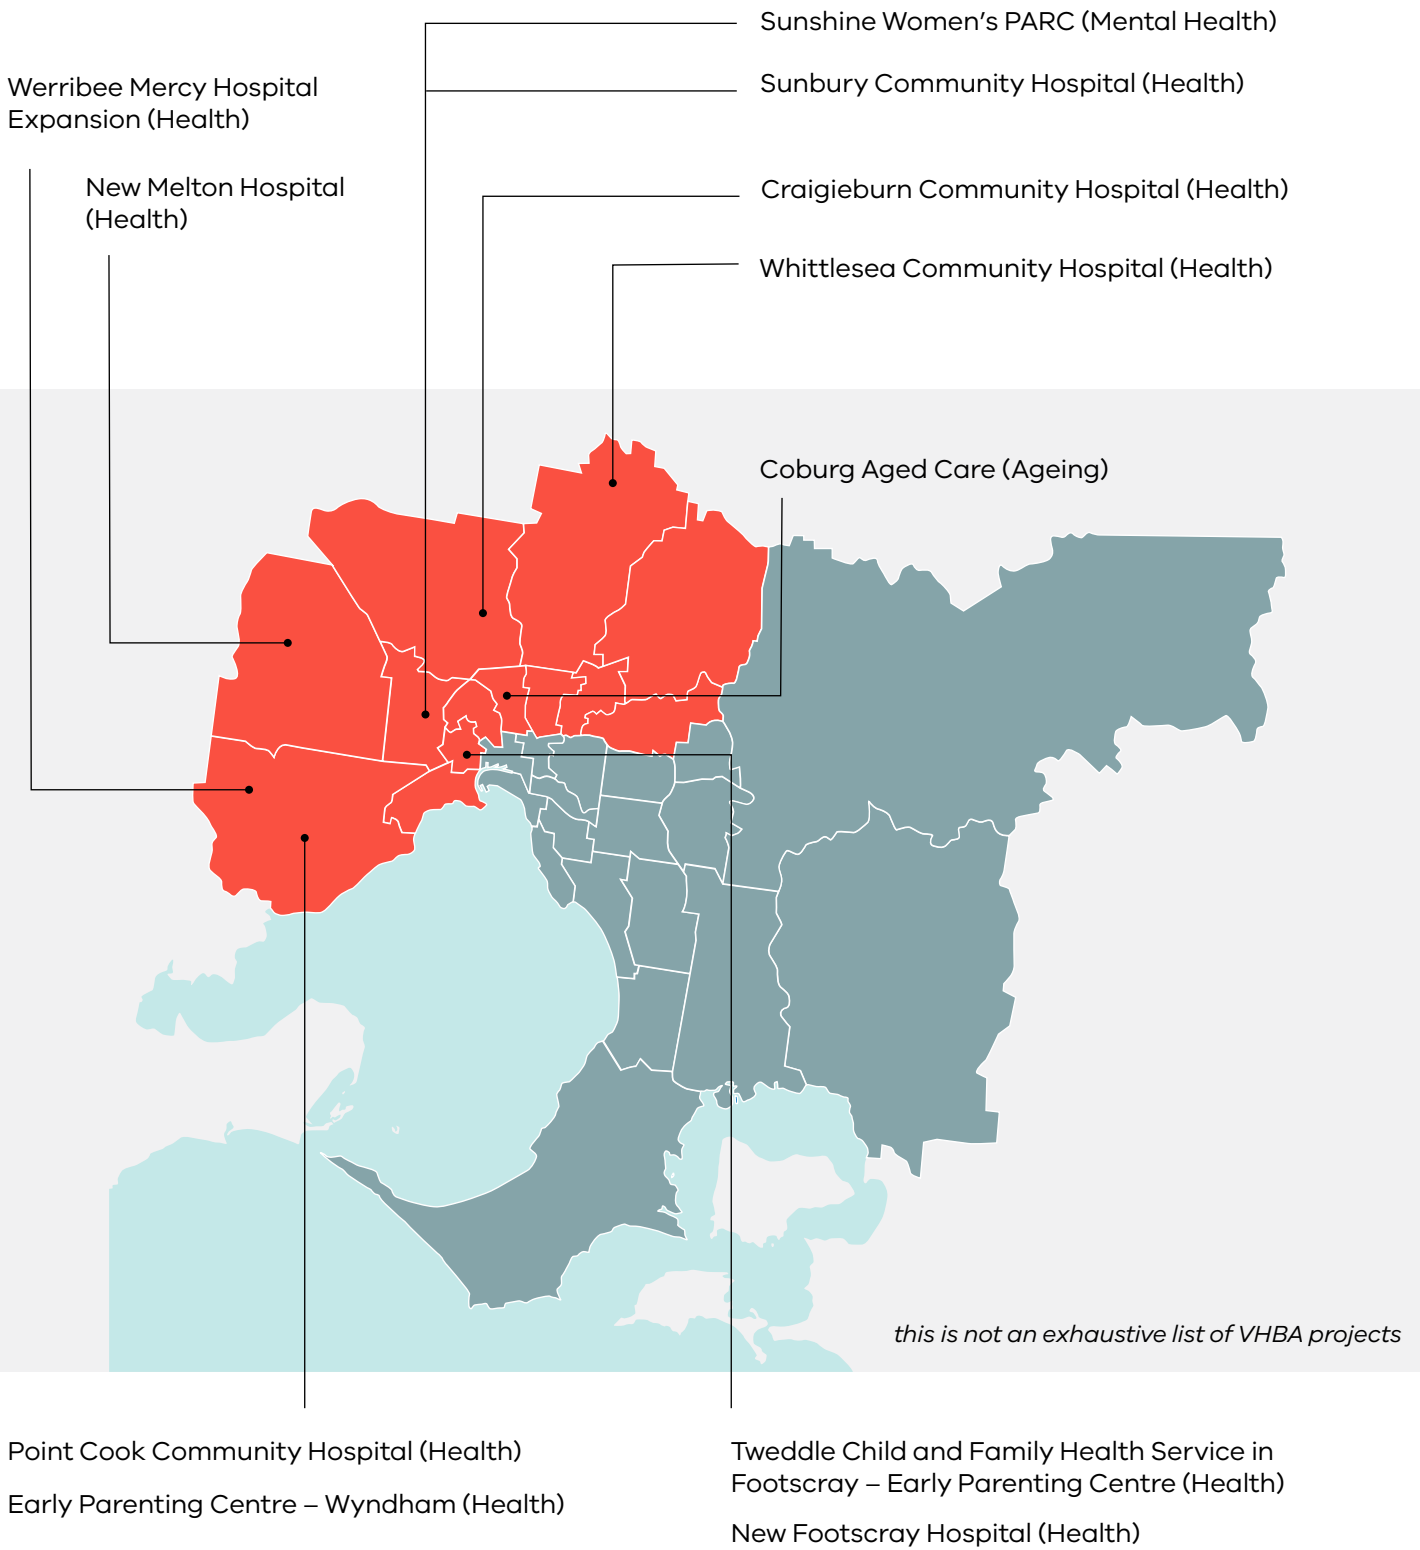 Sunshine Women's PARC (Mental Health)
Sunbury Community Hospital (Health)
Werribee Mercy Hospital
Expansion (Health)
New Melton Hospital
(Health)
Craigieburn Community Hospital (Health)
Whittlesea Community Hospital (Health)
Coburg Aged Care (Ageing)
this is not an exhaustive list of VHBA projects
Point Cook Community Hospital (Health)
Early Parenting Centre – Wyndham (Health)
Tweddle Child and Family Health Service in
Footscray – Early Parenting Centre (Health)
New Footscray Hospital (Health)